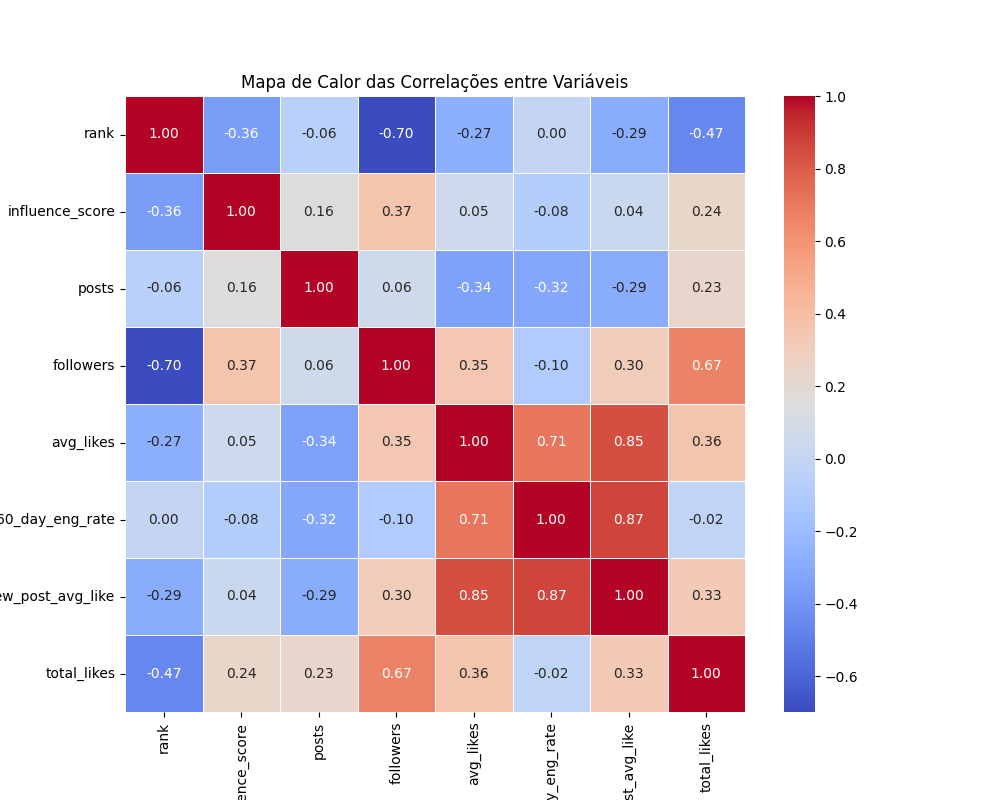 Mapa de Calor das Correlações entre Variáveis
rank 1.00 -0.36 -0.06 -0.70 -0.27 0.00 -0.29 -0.47
influence_score -0.36 1.00 0.16 0.37 0.05 -0.08 0.04 0.24
posts -0.06 0.16 1.00 0.06 -0.34 -0.32 -0.29 0.23
followers -0.70 0.37 0.06 1.00 0.35 -0.10 0.30 0.67
avg_likes -0.27 0.05 -0.34 0.35 1.00 0.71 0.85 0.36
60_day_eng_rate 0.00 -0.08 -0.32 -0.10 0.71 1.00 0.87 -0.02
ew_post_avg_like -0.29 0.04 -0.29 0.30 0.85 0.87 1.00 0.33
total_likes -0.47 0.24 0.23 0.67 0.36 -0.02 0.33 1.00
rank
ence_score
posts
followers
avg_likes
y_eng_rate
st_avg_like
total_likes
1.0
0.8
0.6
0.4
0.2
0.0
−0.2
−0.4
−0.6